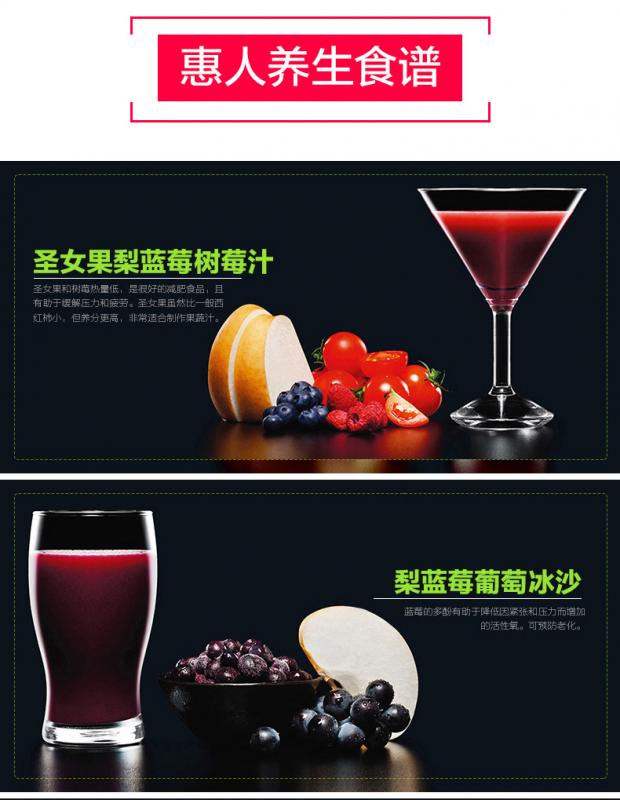 惠人养生食谱
圣女果梨蓝莓树莓汁
圣女果和树莓热量低，是很好的减肥食品，且
有助于缓解压力和疲劳。圣女果虽然比一般西
红柿小，但养分更高，非常适合制作果蔬汁。
梨蓝莓葡萄冰沙
蓝莓的多酚有助于降低因紧张和压力而增加
的活性氧。可预防老化。